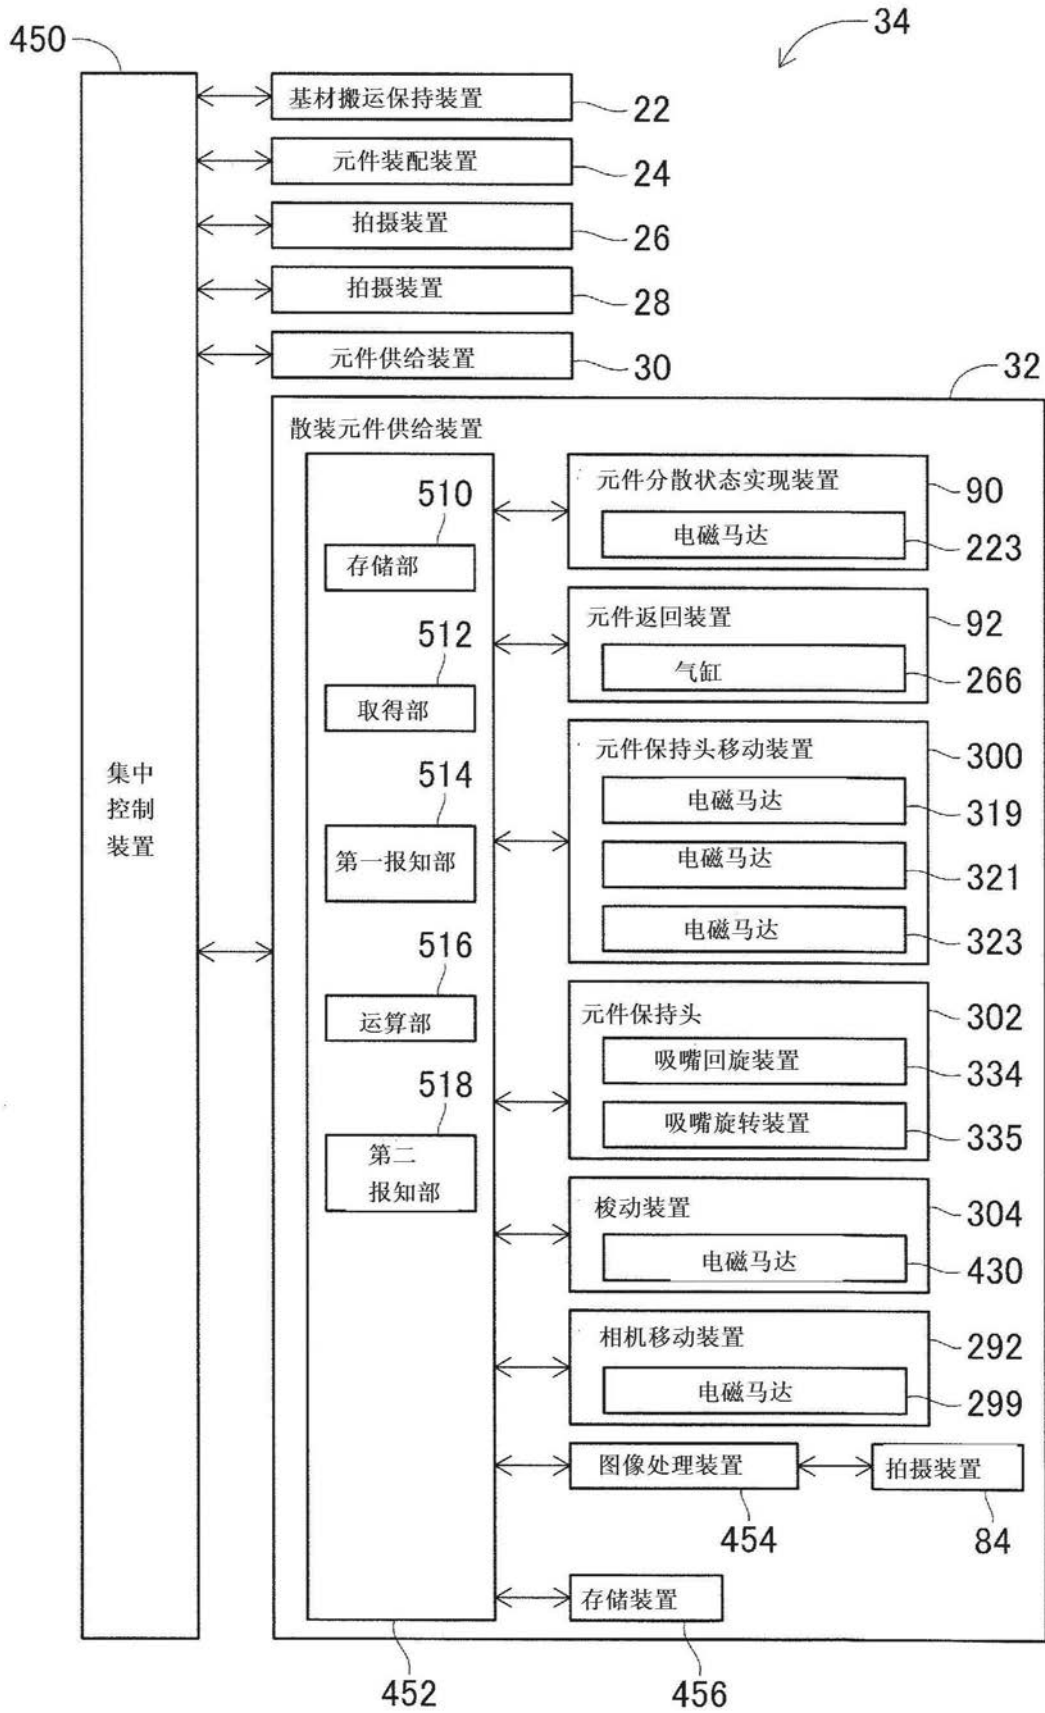 34
450
基材搬运保持装置
22
元件装配装置
24
拍摄装置
26
拍摄装置
28
元件供给装置
30
32
散装元件供给装置
510
存储部
512
取得部
514
第一报知部
516
运算部
518
第二
报知部
元件分散状态实现装置
90
电磁马达
223
元件返回装置
92
气缸
266
元件保持头移动装置
300
电磁马达
319
电磁马达
321
电磁马达
323
集中
控制
装置
元件保持头
302
吸嘴回旋装置
334
吸嘴旋转装置
335
梭动装置
304
电磁马达
430
相机移动装置
292
电磁马达
299
图像处理装置
拍摄装置
454
84
存储装置
452
456